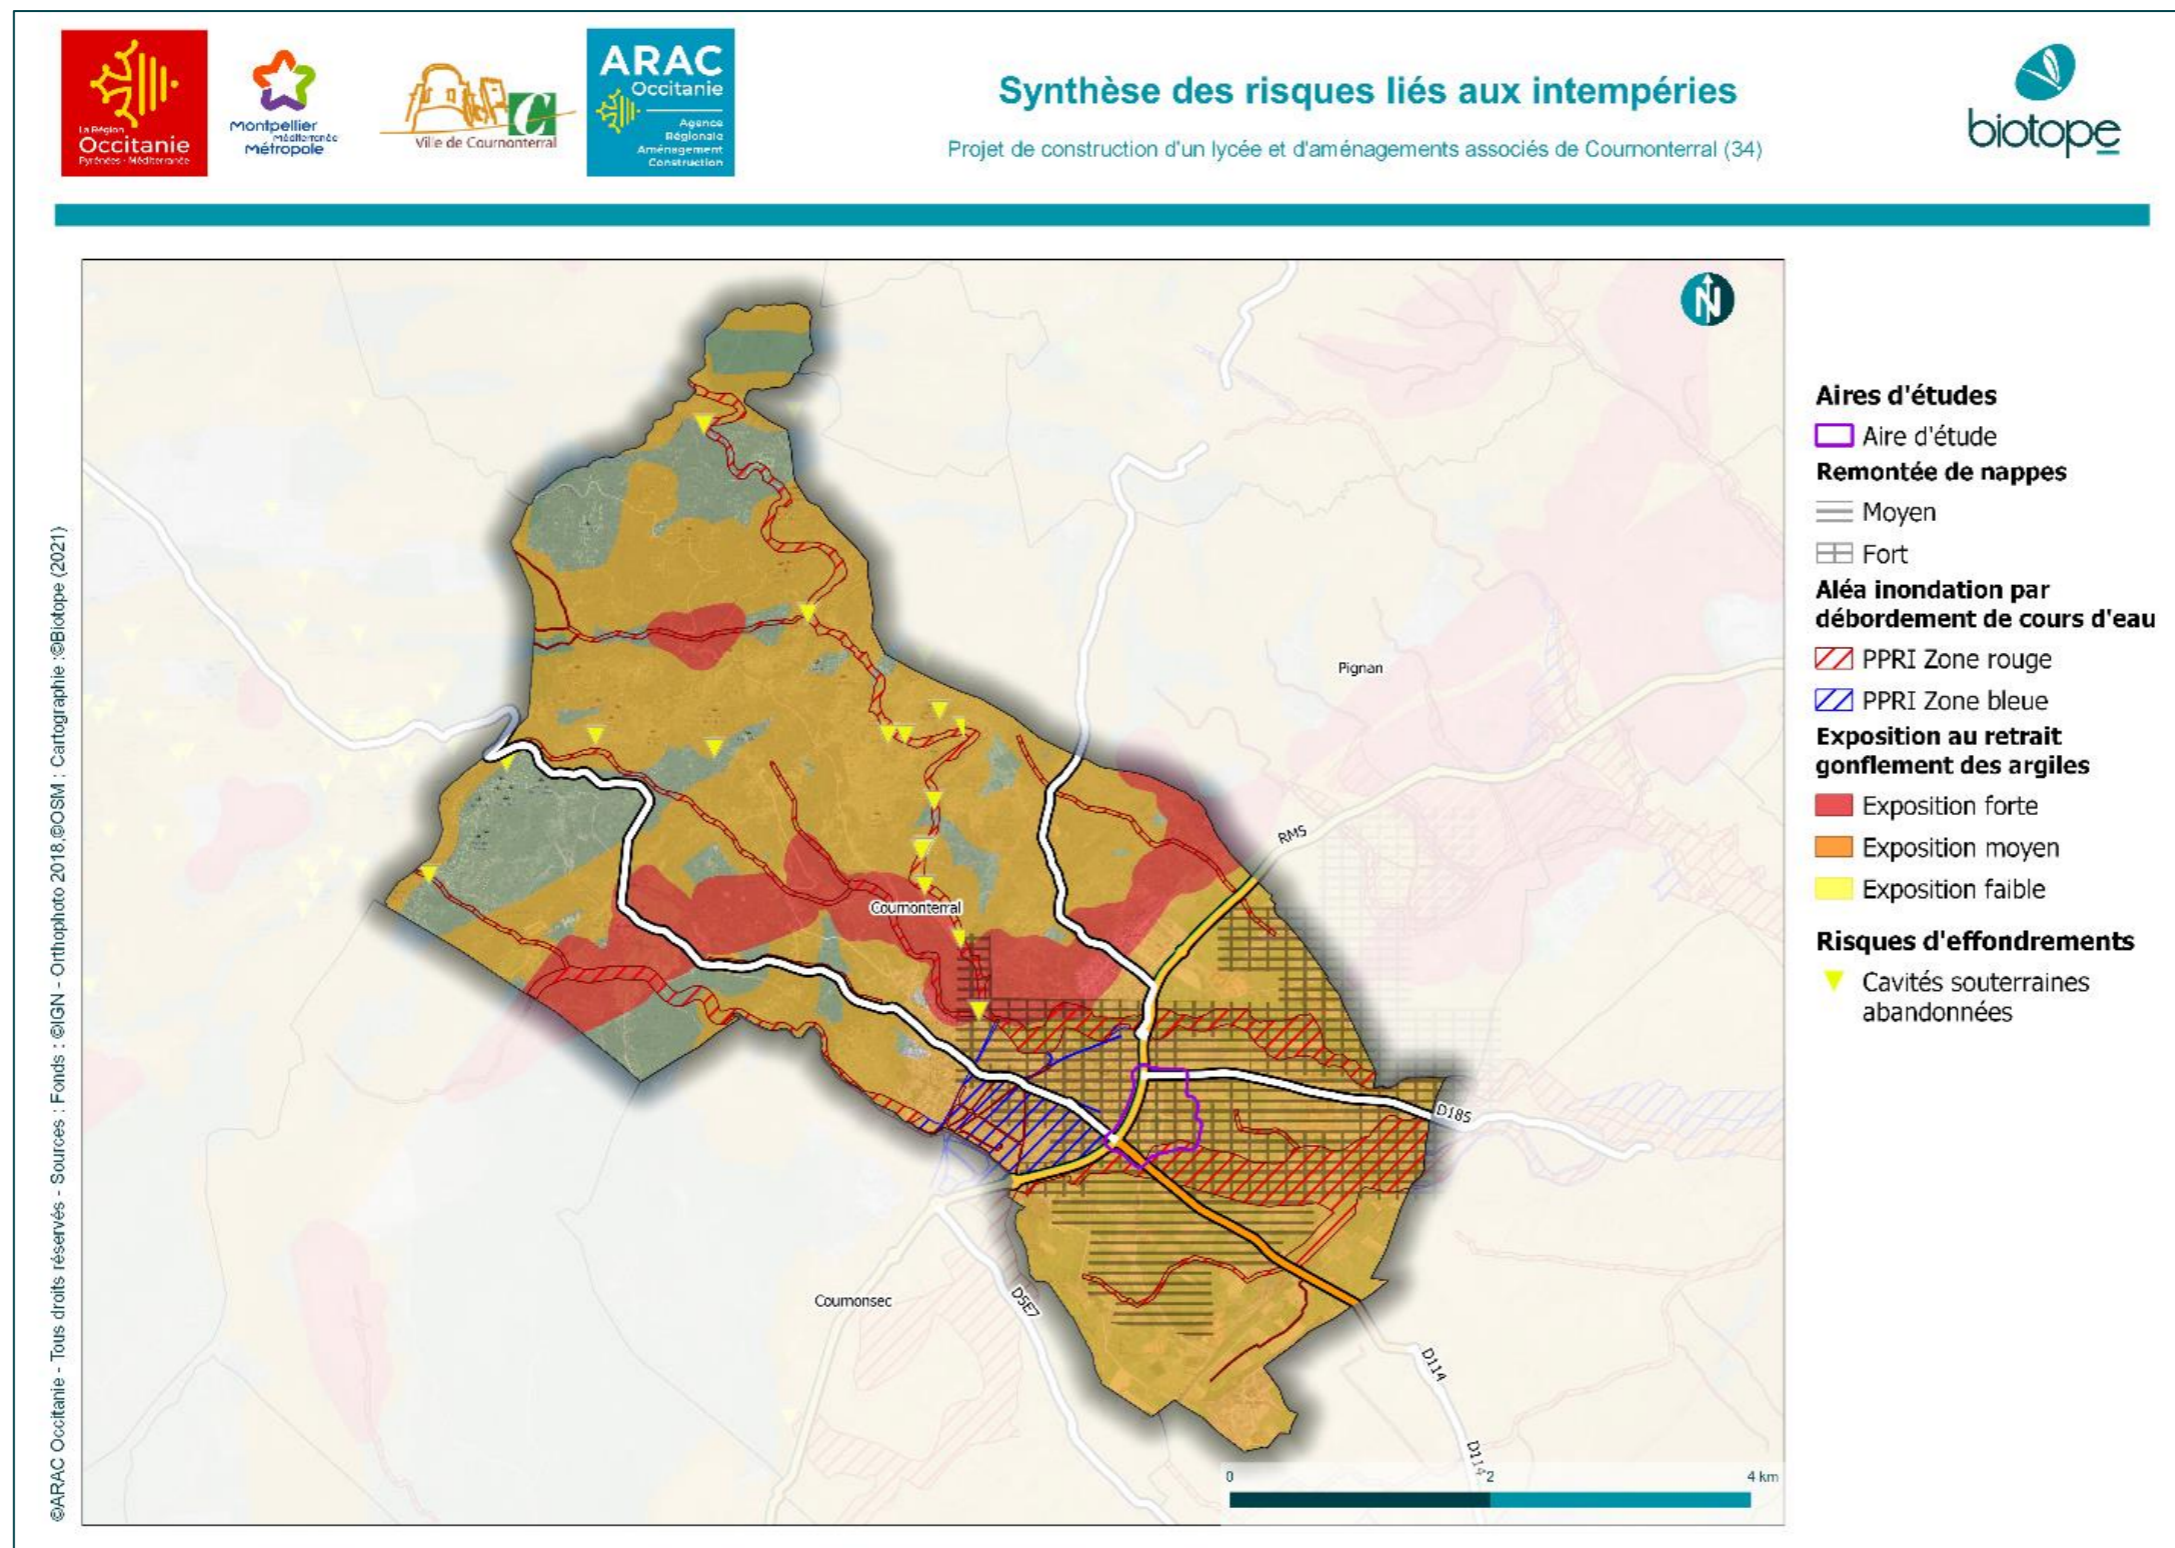 La Région
Occitanie
Pyrénées - Méditerranée
Montpellier
Méditerranée
Métropole
Ville de Cournonterral
ARAC
Occitanie
Agence
Régionale
Aménagement
Construction
Synthèse des risques liés aux intempéries
Projet de construction d'un lycée et d'aménagements associés de Cournonterral (34)
biotope
©ARAC Occitanie - Tous droits réservés - Sources : Fonds : ©IGN - Orthophoto 2018,©OSM ; Cartographie :©Biotope (2021)
N
Pignan
RM5
Cournonterral
D185
Cournonsec
D5E7
D114
D114
0
2
4 km
Aires d'études
Aire d'étude
Remontée de nappes
Moyen
Fort
Aléa inondation par
débordement de cours d'eau
PPRI Zone rouge
PPRI Zone bleue
Exposition au retrait
gonflement des argiles
Exposition forte
Exposition moyen
Exposition faible
Risques d'effondrements
Cavités souterraines
abandonnées